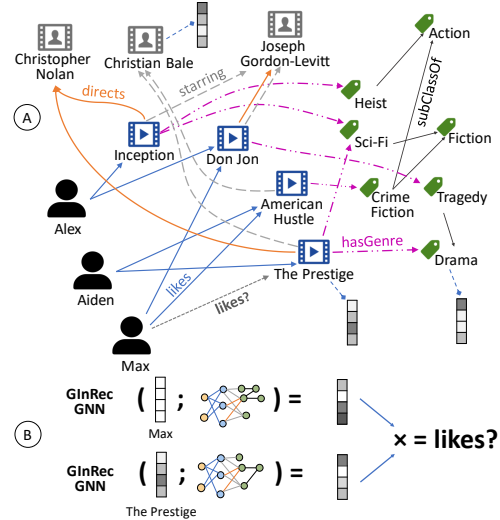 Christopher
Nolan
Christian Bale
Joseph
Gordon-Levitt
Action
directs
starring
subClassOf
Heist
A
Inception
Don Jon
Sci-Fi
Fiction
Alex
American
Hustle
Crime
Fiction
Tragedy
hasGenre
Drama
The Prestige
Aiden
likes
likes?
Max
GInRec
GNN
( ; ) =
Max
B
× = likes?
GInRec
GNN
( ; ) =
The Prestige